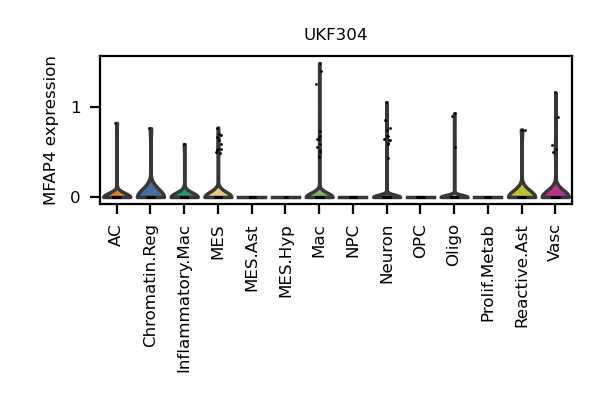 UKF304
MFAP4 expression
1
0
AC
Chromatin.Reg
Inflammatory.Mac
MES
MES.Ast
MES.Hyp
Mac
NPC
Neuron
OPC
Oligo
Prolif.Metab
Reactive.Ast
Vasc